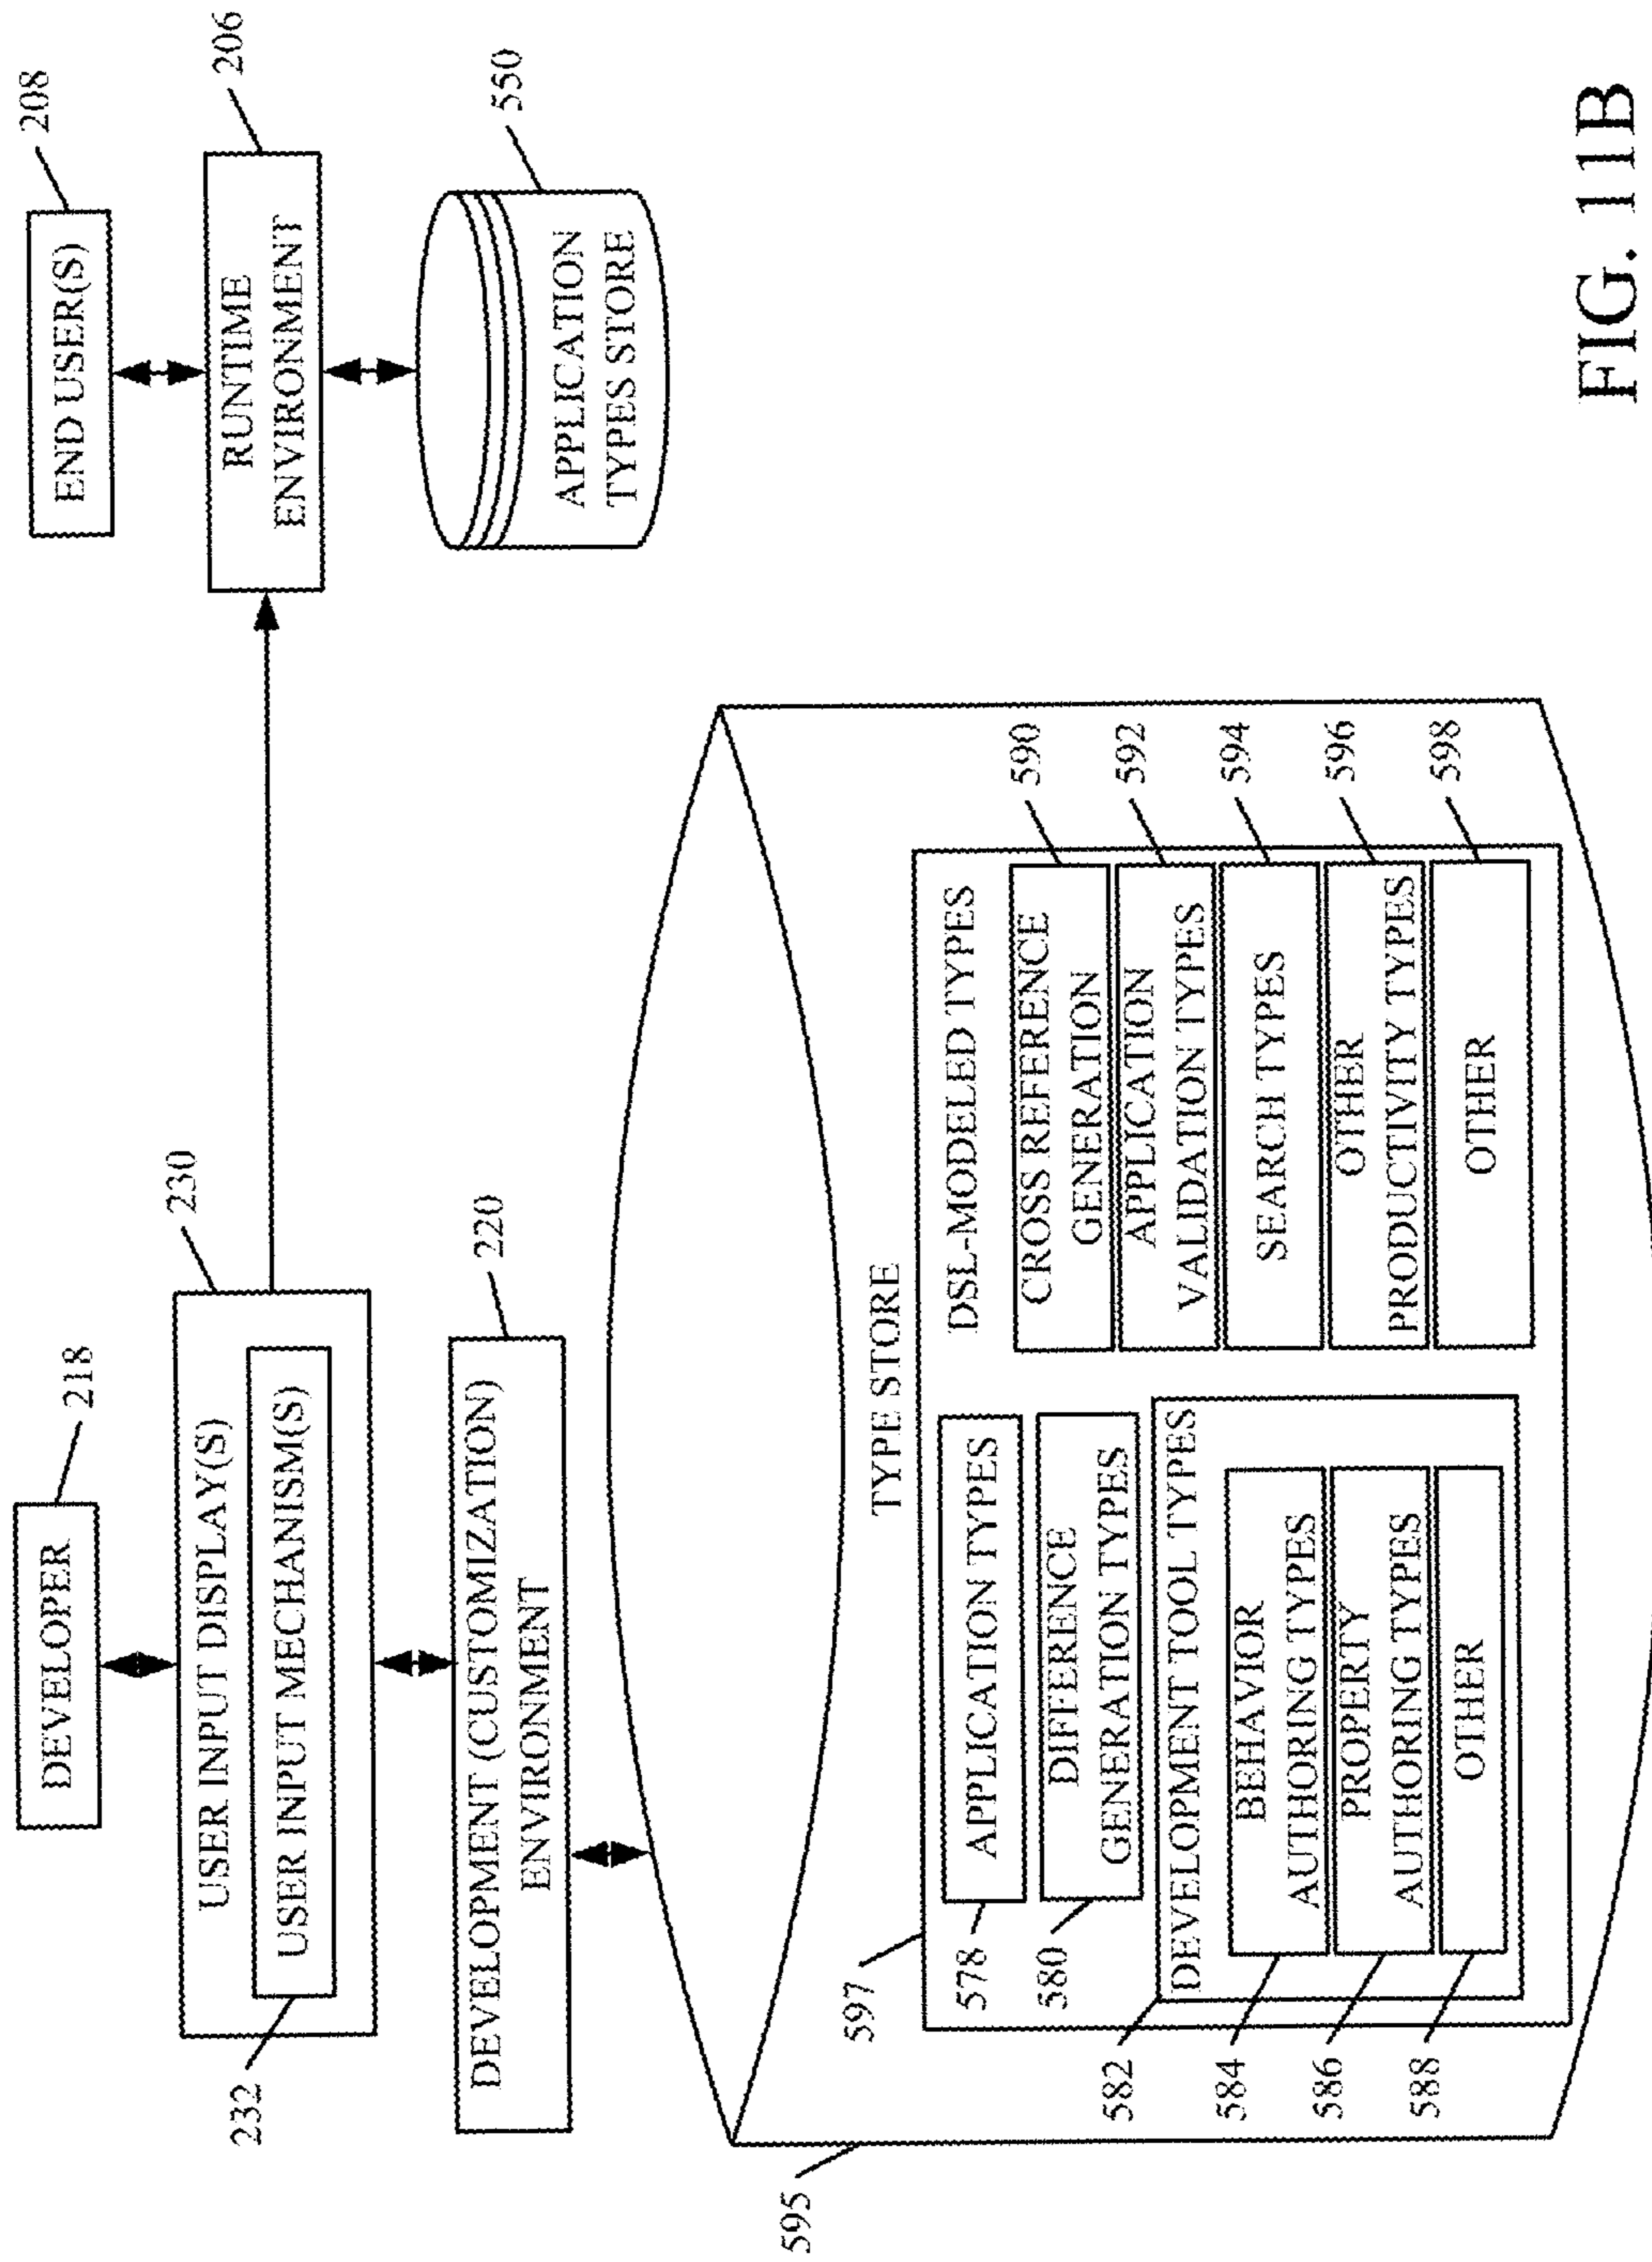 DEVELOPER
218
USER INPUT DISPLAY(S)
230
USER INPUT MECHANISM(S)
232
DEVELOPMENT (CUSTOMIZATION)
ENVIRONMENT
220
END USER(S)
208
RUNTIME
ENVIRONMENT
206
APPLICATION
TYPES STORE
550
TYPE STORE
595
597
APPLICATION TYPES
578
DIFFERENCE
GENERATION TYPES
580
DEVELOPMENT TOOL TYPES
582
BEHAVIOR
AUTHORING TYPES
584
PROPERTY
AUTHORING TYPES
586
OTHER
588
DSL-MODELED TYPES
CROSS REFERENCE
GENERATION
590
APPLICATION
VALIDATION TYPES
592
SEARCH TYPES
594
OTHER
PRODUCTIVITY TYPES
596
OTHER
598
FIG. 11B